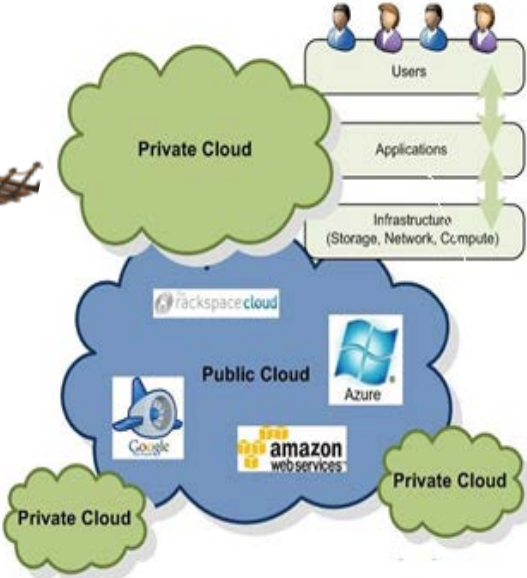 Users
Private Cloud
Applications
Infrastructure
(Storage, Network, Compute)
rackspacecloud
Public Cloud
Azure
Google
amazon
webservices
Private Cloud
Private Cloud